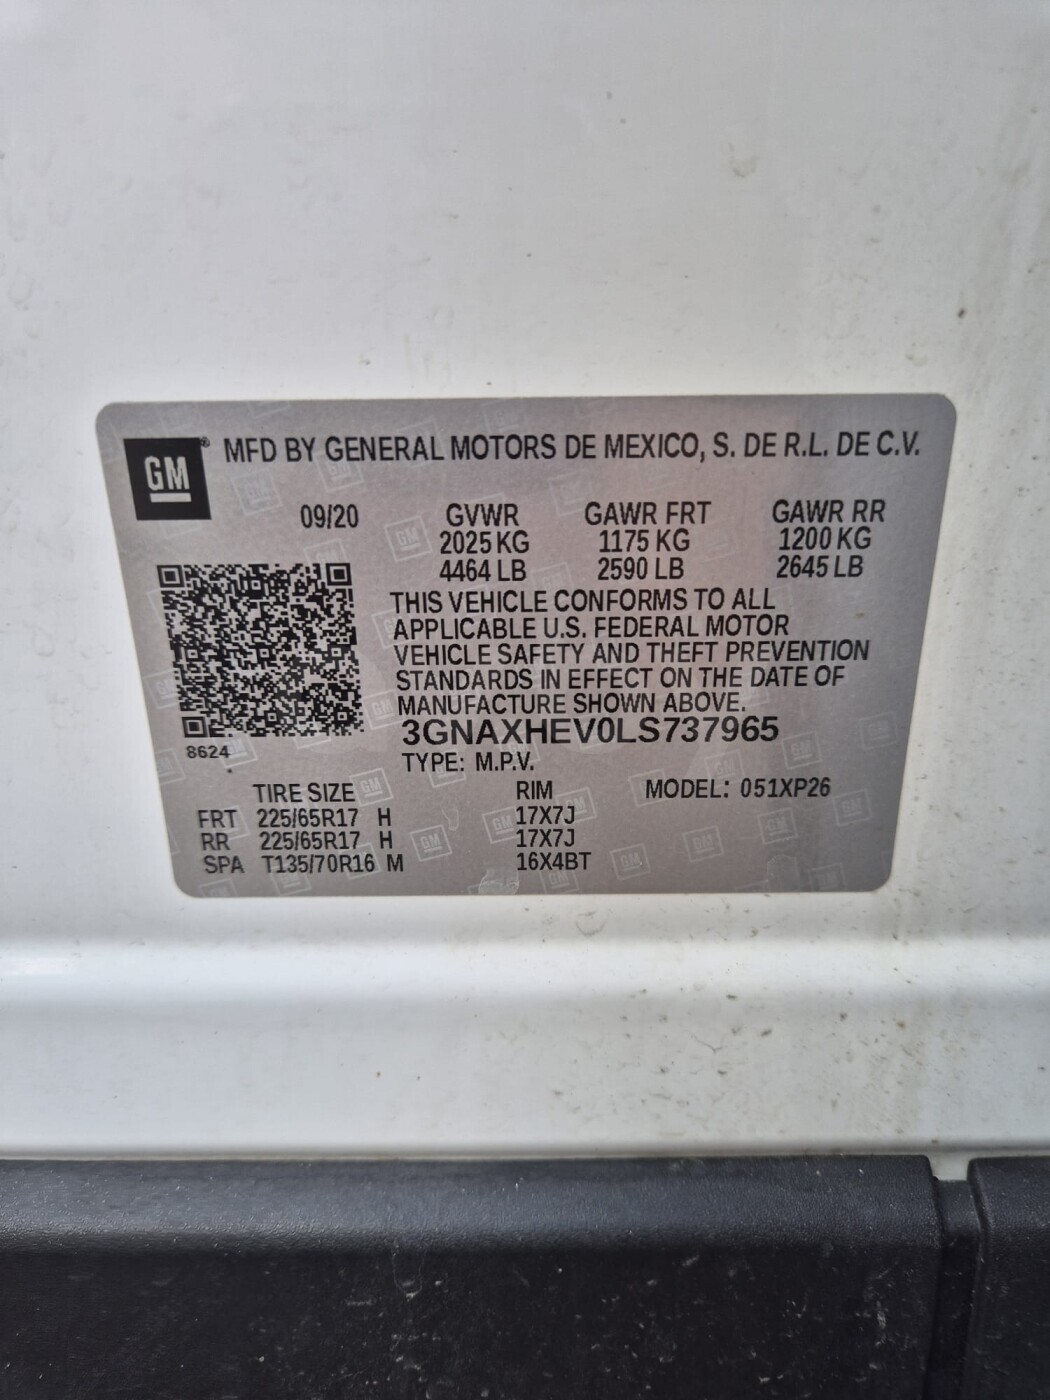 GM® MFD BY GENERAL MOTORS DE MEXICO, S. DE R.L. DE C.V.
09/20 GVWR GAWR FRT GAWR RR
2025 KG 1175 KG 1200 KG
4464 LB 2590 LB 2645 LB
THIS VEHICLE CONFORMS TO ALL
APPLICABLE U.S. FEDERAL MOTOR
VEHICLE SAFETY AND THEFT PREVENTION
STANDARDS IN EFFECT ON THE DATE OF
MANUFACTURE SHOWN ABOVE.
3GNAXHEV0LS737965
8624 TYPE: M.P.V.
TIRE SIZE RIM MODEL: 051XP26
FRT 225/65R17 H 17X7J
RR 225/65R17 H 17X7J
SPA T135/70R16 M 16X4BT